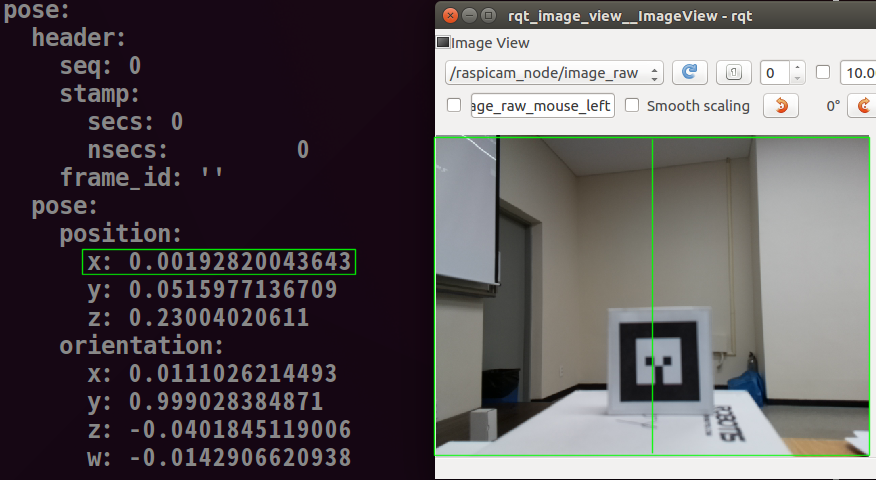 pose:
header:
seq: 0
stamp:
secs: 0
nsecs: 0
frame_id: ''
pose:
position:
x: 0.00192820043643
y: 0.0515977136709
z: 0.23004020611
orientation:
x: 0.0111026214493
y: 0.999028384871
z: -0.0401845119006
w: -0.0142906620938
rqt_image_view__ImageView - rqt
Image View
/raspicam_node/image_raw
0
10.0
age_raw_mouse_left
Smooth scaling
0°
ROBOTIS